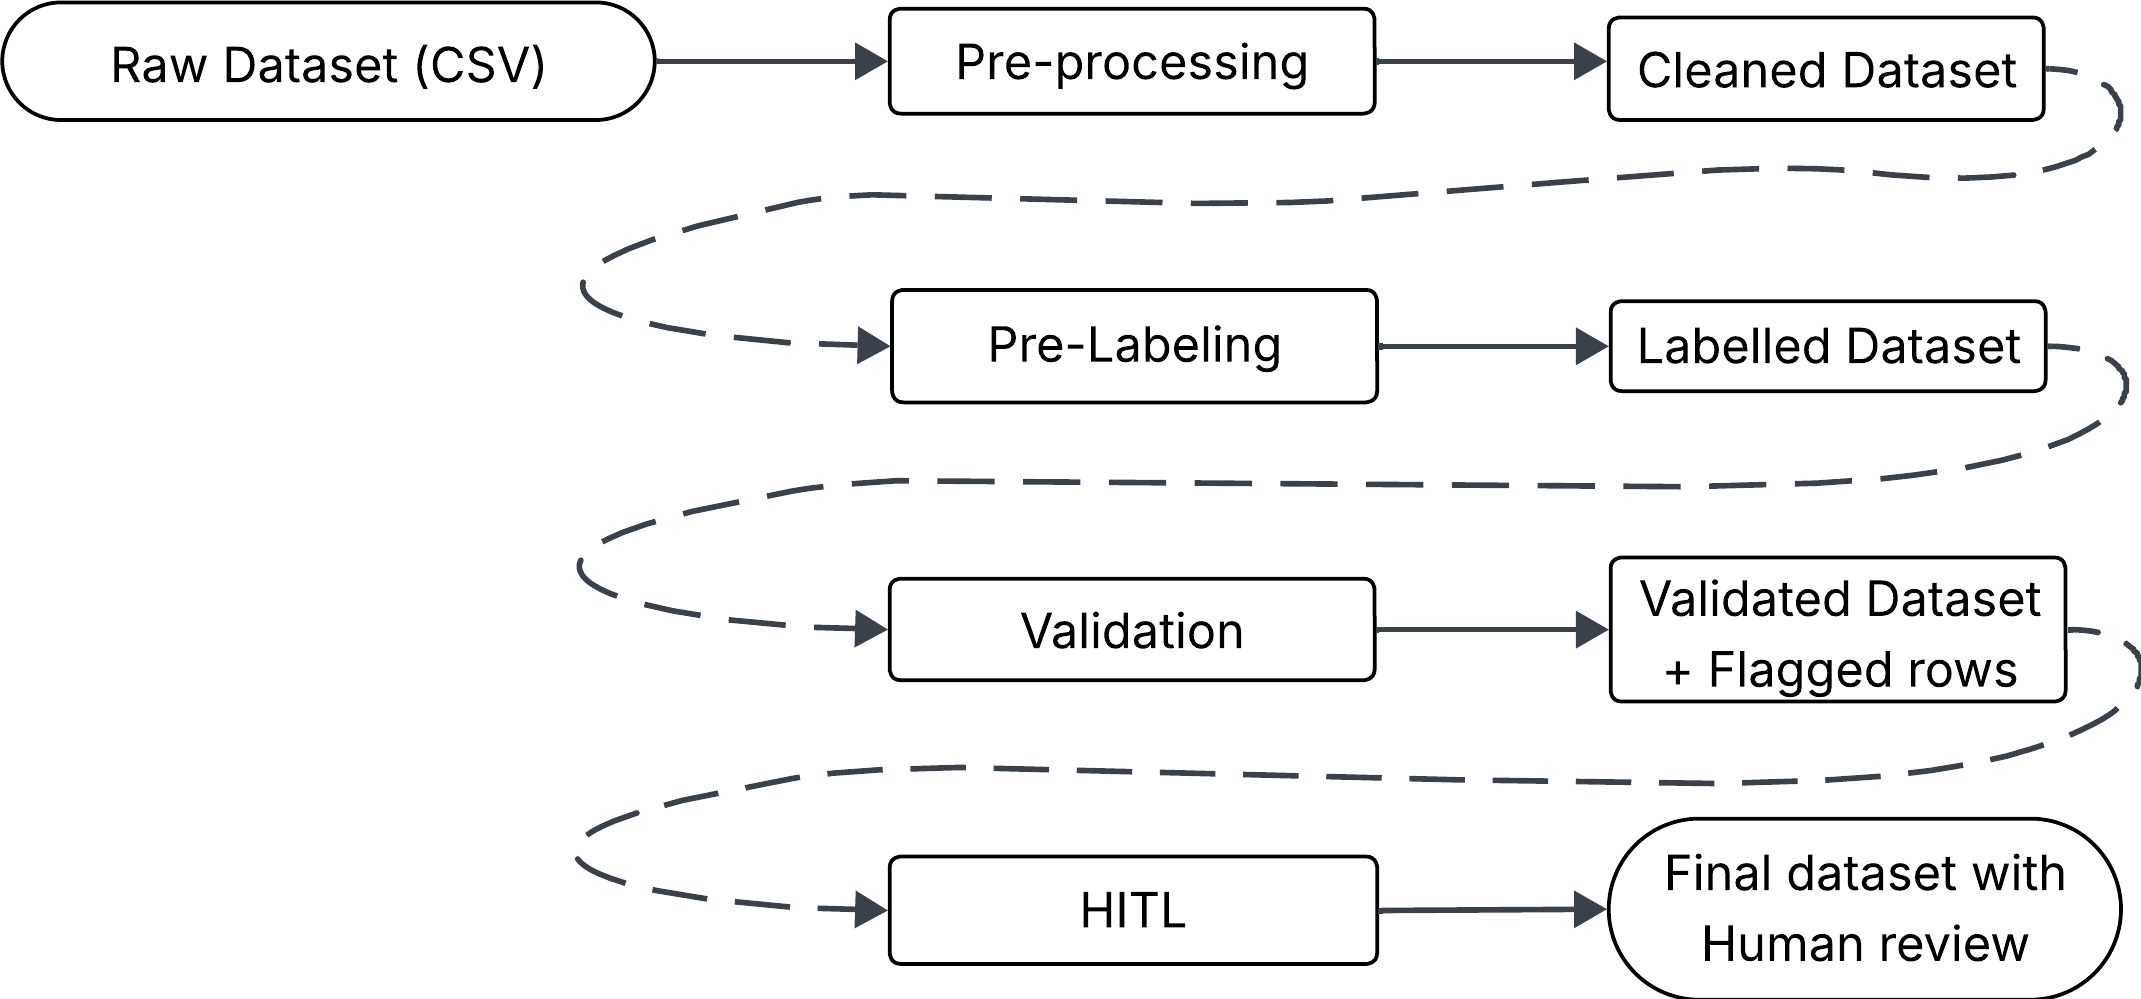 Raw Dataset (CSV)
Pre-processing
Cleaned Dataset
Pre-Labeling
Labelled Dataset
Validation
Validated Dataset
+ Flagged rows
HITL
Final dataset with
Human review